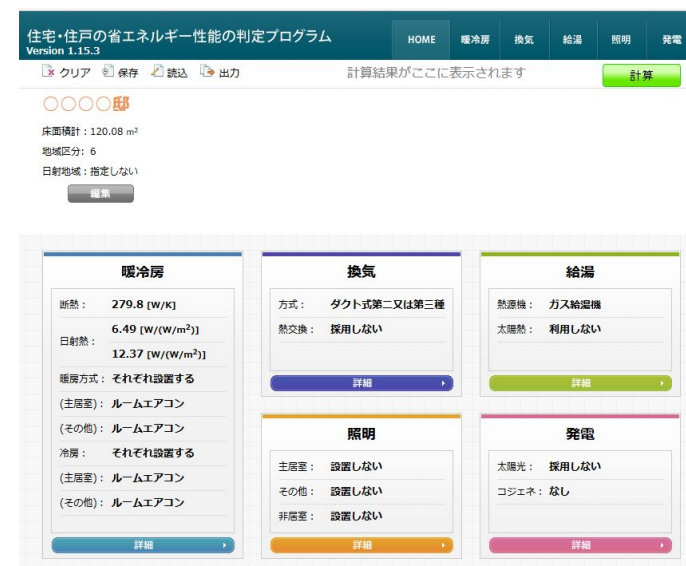 住宅・住戸の省エネルギー性能の判定プログラム
Version 1.15.3
HOME 暖冷房 換気 給湯 照明 発電
クリア 保存 読込 出力 計算結果がここに表示されます 計算
〇〇〇〇邸
床面積計：120.08 m²
地域区分：6
日射地域：指定しない
編集
暖冷房
断熱： 279.8 [W/K]
日射熱： 6.49 [W/(W/m²)]
12.37 [W/(W/m²)]
暖房方式： それぞれ設置する
(主居室)： ルームエアコン
(その他)： ルームエアコン
冷房： それぞれ設置する
(主居室)： ルームエアコン
(その他)： ルームエアコン
詳細
換気
方式： ダクト式第二又は第三種
熱交換： 採用しない
詳細
給湯
熱源機： ガス給湯機
太陽熱： 利用しない
詳細
照明
主居室： 設置しない
その他： 設置しない
非居室： 設置しない
詳細
発電
太陽光： 採用しない
コジェネ： なし
詳細